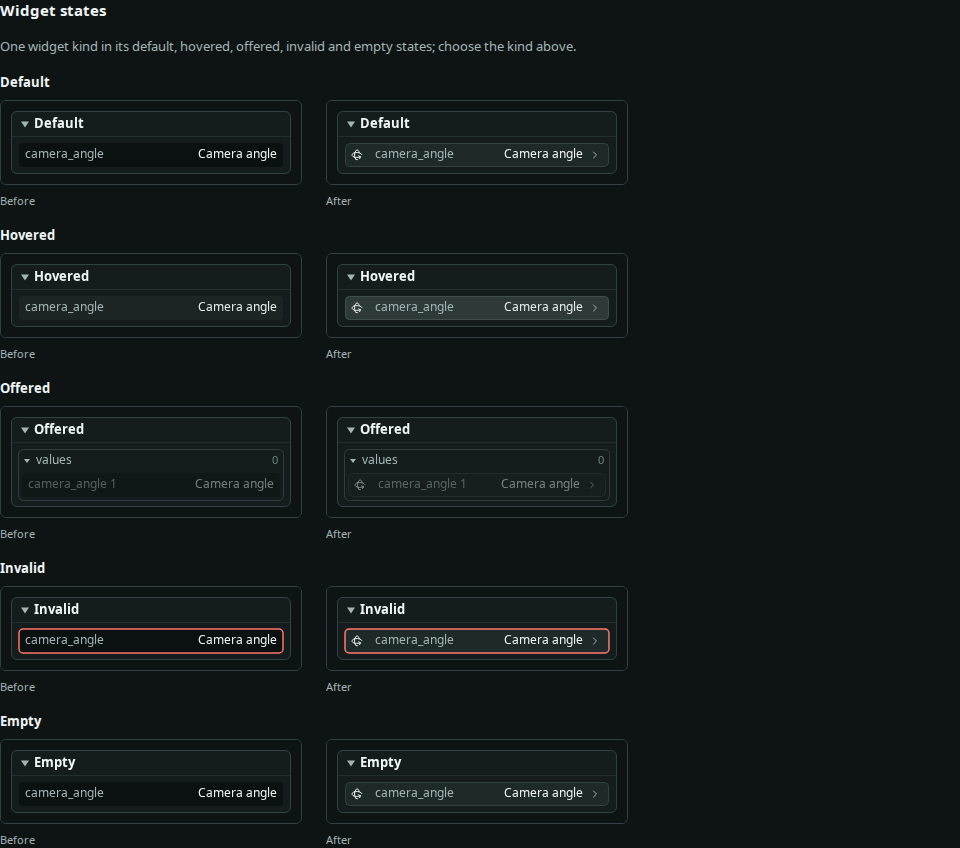 Widget states
One widget kind in its default, hovered, offered, invalid and empty states; choose the kind above.
Default
Default
camera_angle Camera angle
Before
Default
camera_angle Camera angle
After
Hovered
Hovered
camera_angle Camera angle
Before
Hovered
camera_angle Camera angle
After
Offered
Offered
values 0
camera_angle 1 Camera angle
Before
Offered
values 0
camera_angle 1 Camera angle
After
Invalid
Invalid
camera_angle Camera angle
Before
Invalid
camera_angle Camera angle
After
Empty
Empty
camera_angle Camera angle
Before
Empty
camera_angle Camera angle
After